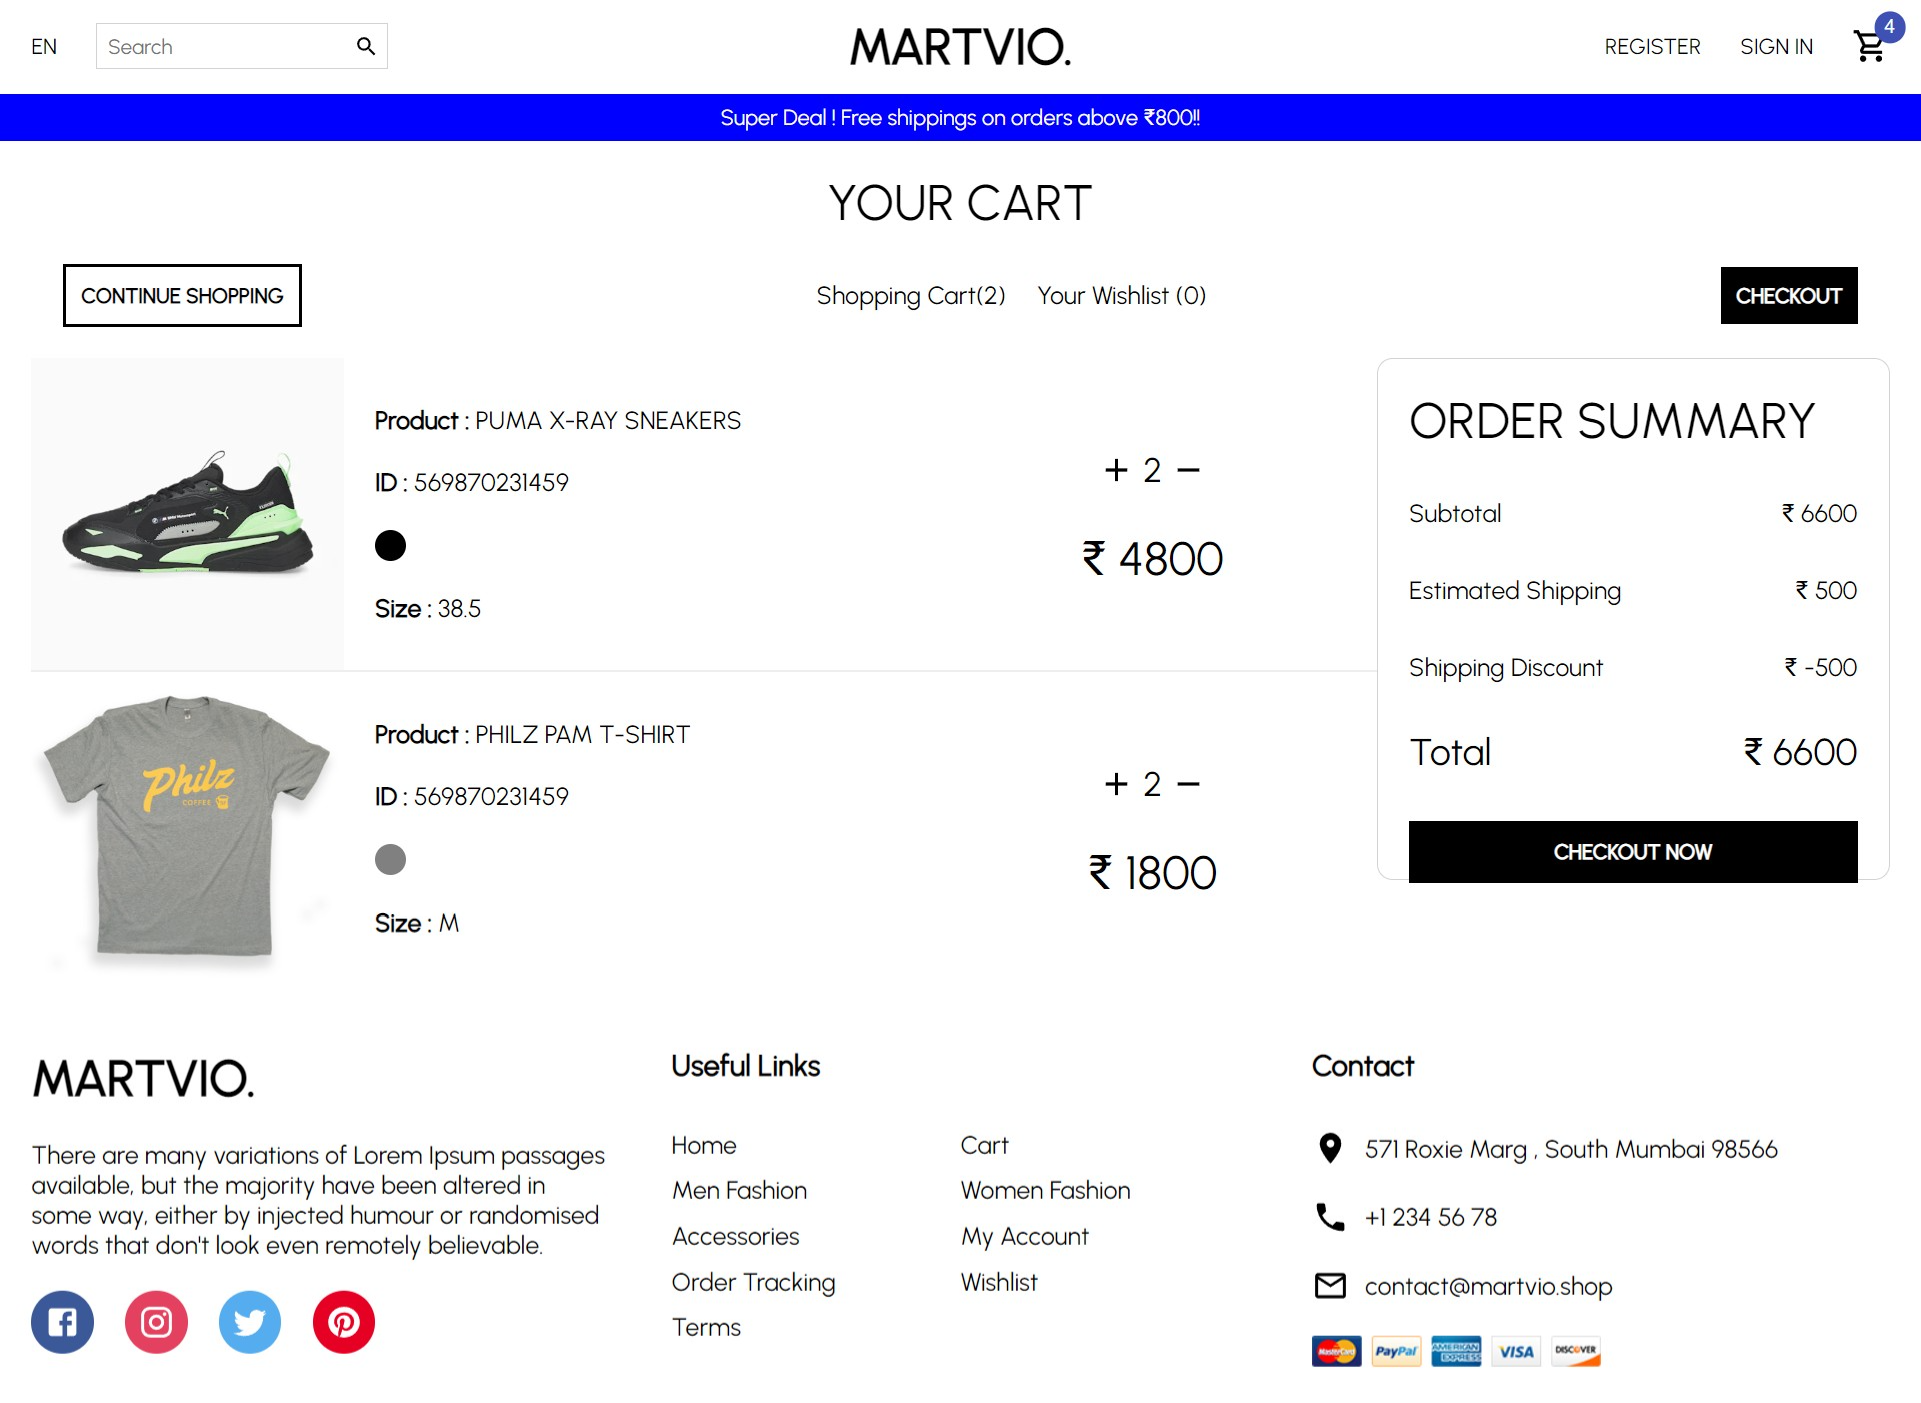 EN
Search
MARTVIO.
REGISTER
SIGN IN
4
Super Deal ! Free shippings on orders above ₹800!!
YOUR CART
CONTINUE SHOPPING
Shopping Cart(2)
Your Wishlist (0)
CHECKOUT
Product : PUMA X-RAY SNEAKERS
ID : 569870231459
Size : 38.5
+ 2 −
₹ 4800
Product : PHILZ PAM T-SHIRT
ID : 569870231459
Size : M
+ 2 −
₹ 1800
Philz
COFFEE
ORDER SUMMARY
Subtotal ₹ 6600
Estimated Shipping ₹ 500
Shipping Discount ₹ -500
Total ₹ 6600
CHECKOUT NOW
MARTVIO.
There are many variations of Lorem Ipsum passages
available, but the majority have been altered in
some way, either by injected humour or randomised
words that don't look even remotely believable.
Useful Links
Home
Cart
Men Fashion
Women Fashion
Accessories
My Account
Order Tracking
Wishlist
Terms
Contact
571 Roxie Marg , South Mumbai 98566
+1 234 56 78
contact@martvio.shop
MasterCard
PayPal
AMERICAN
EXPRESS
VISA
DISCOVER